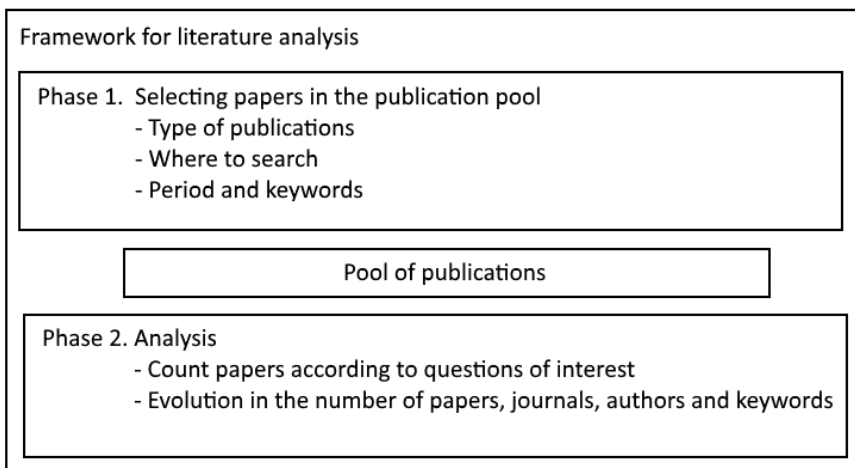 Framework for literature analysis
Phase 1. Selecting papers in the publication pool
- Type of publications
- Where to search
- Period and keywords
Pool of publications
Phase 2. Analysis
- Count papers according to questions of interest
- Evolution in the number of papers, journals, authors and keywords